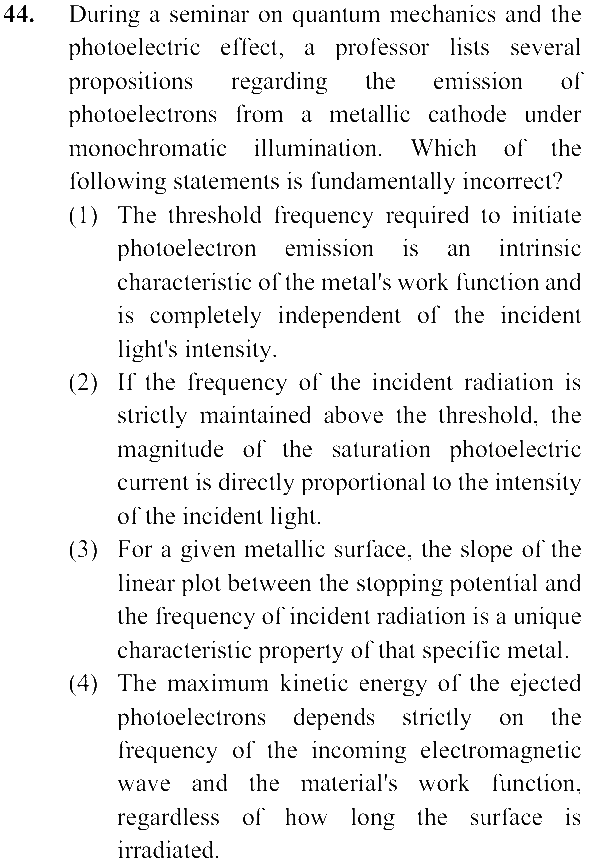 44. During a seminar on quantum mechanics and the
photoelectric effect, a professor lists several
propositions regarding the emission of
photoelectrons from a metallic cathode under
monochromatic illumination. Which of the
following statements is fundamentally incorrect?
(1) The threshold frequency required to initiate
photoelectron emission is an intrinsic
characteristic of the metal's work function and
is completely independent of the incident
light's intensity.
(2) If the frequency of the incident radiation is
strictly maintained above the threshold, the
magnitude of the saturation photoelectric
current is directly proportional to the intensity
of the incident light.
(3) For a given metallic surface, the slope of the
linear plot between the stopping potential and
the frequency of incident radiation is a unique
characteristic property of that specific metal.
(4) The maximum kinetic energy of the ejected
photoelectrons depends strictly on the
frequency of the incoming electromagnetic
wave and the material's work function,
regardless of how long the surface is
irradiated.